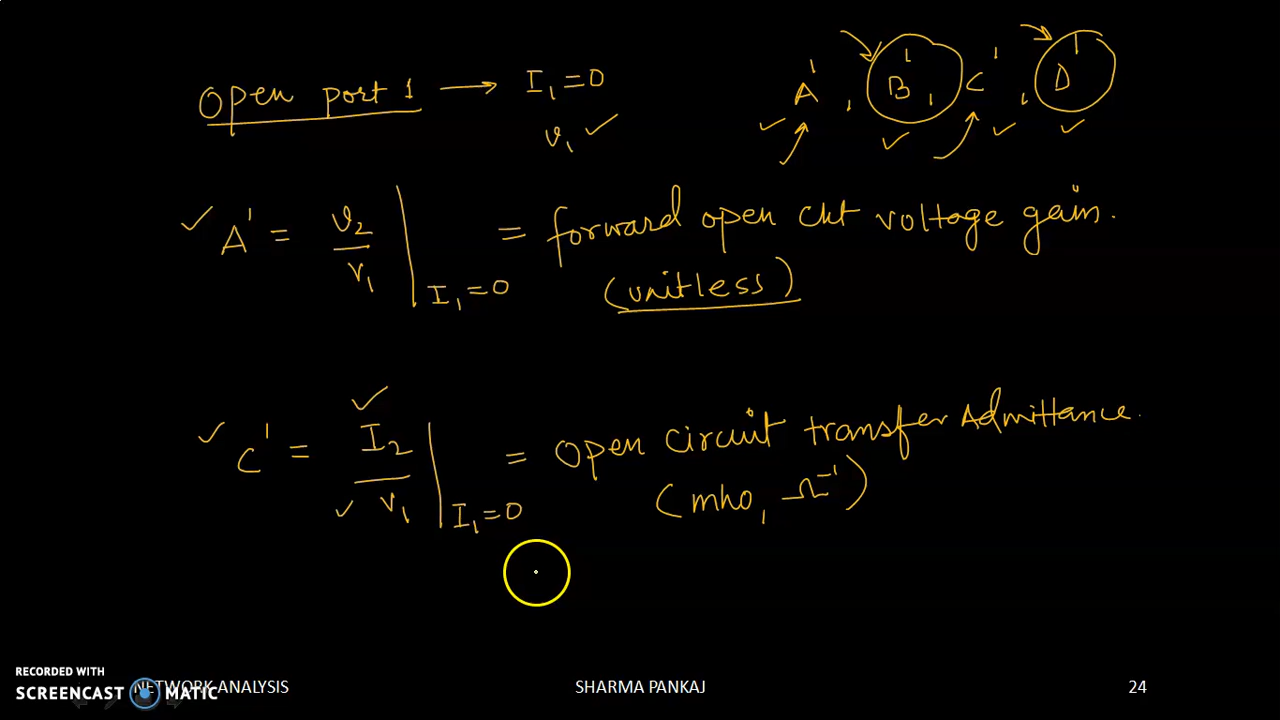 Open port 1 → I₁=0
V₁ ✓
A', B', C', D'
A' = V₂/V₁ | I₁=0 = forward open ckt voltage gain.
(unitless)
C' = I₂/V₁ | I₁=0 = Open circuit transfer Admittance.
(mho, Ω⁻¹)
RECORDED WITH
SCREENCAST MATIC
NETWORK ANALYSIS
SHARMA PANKAJ
24